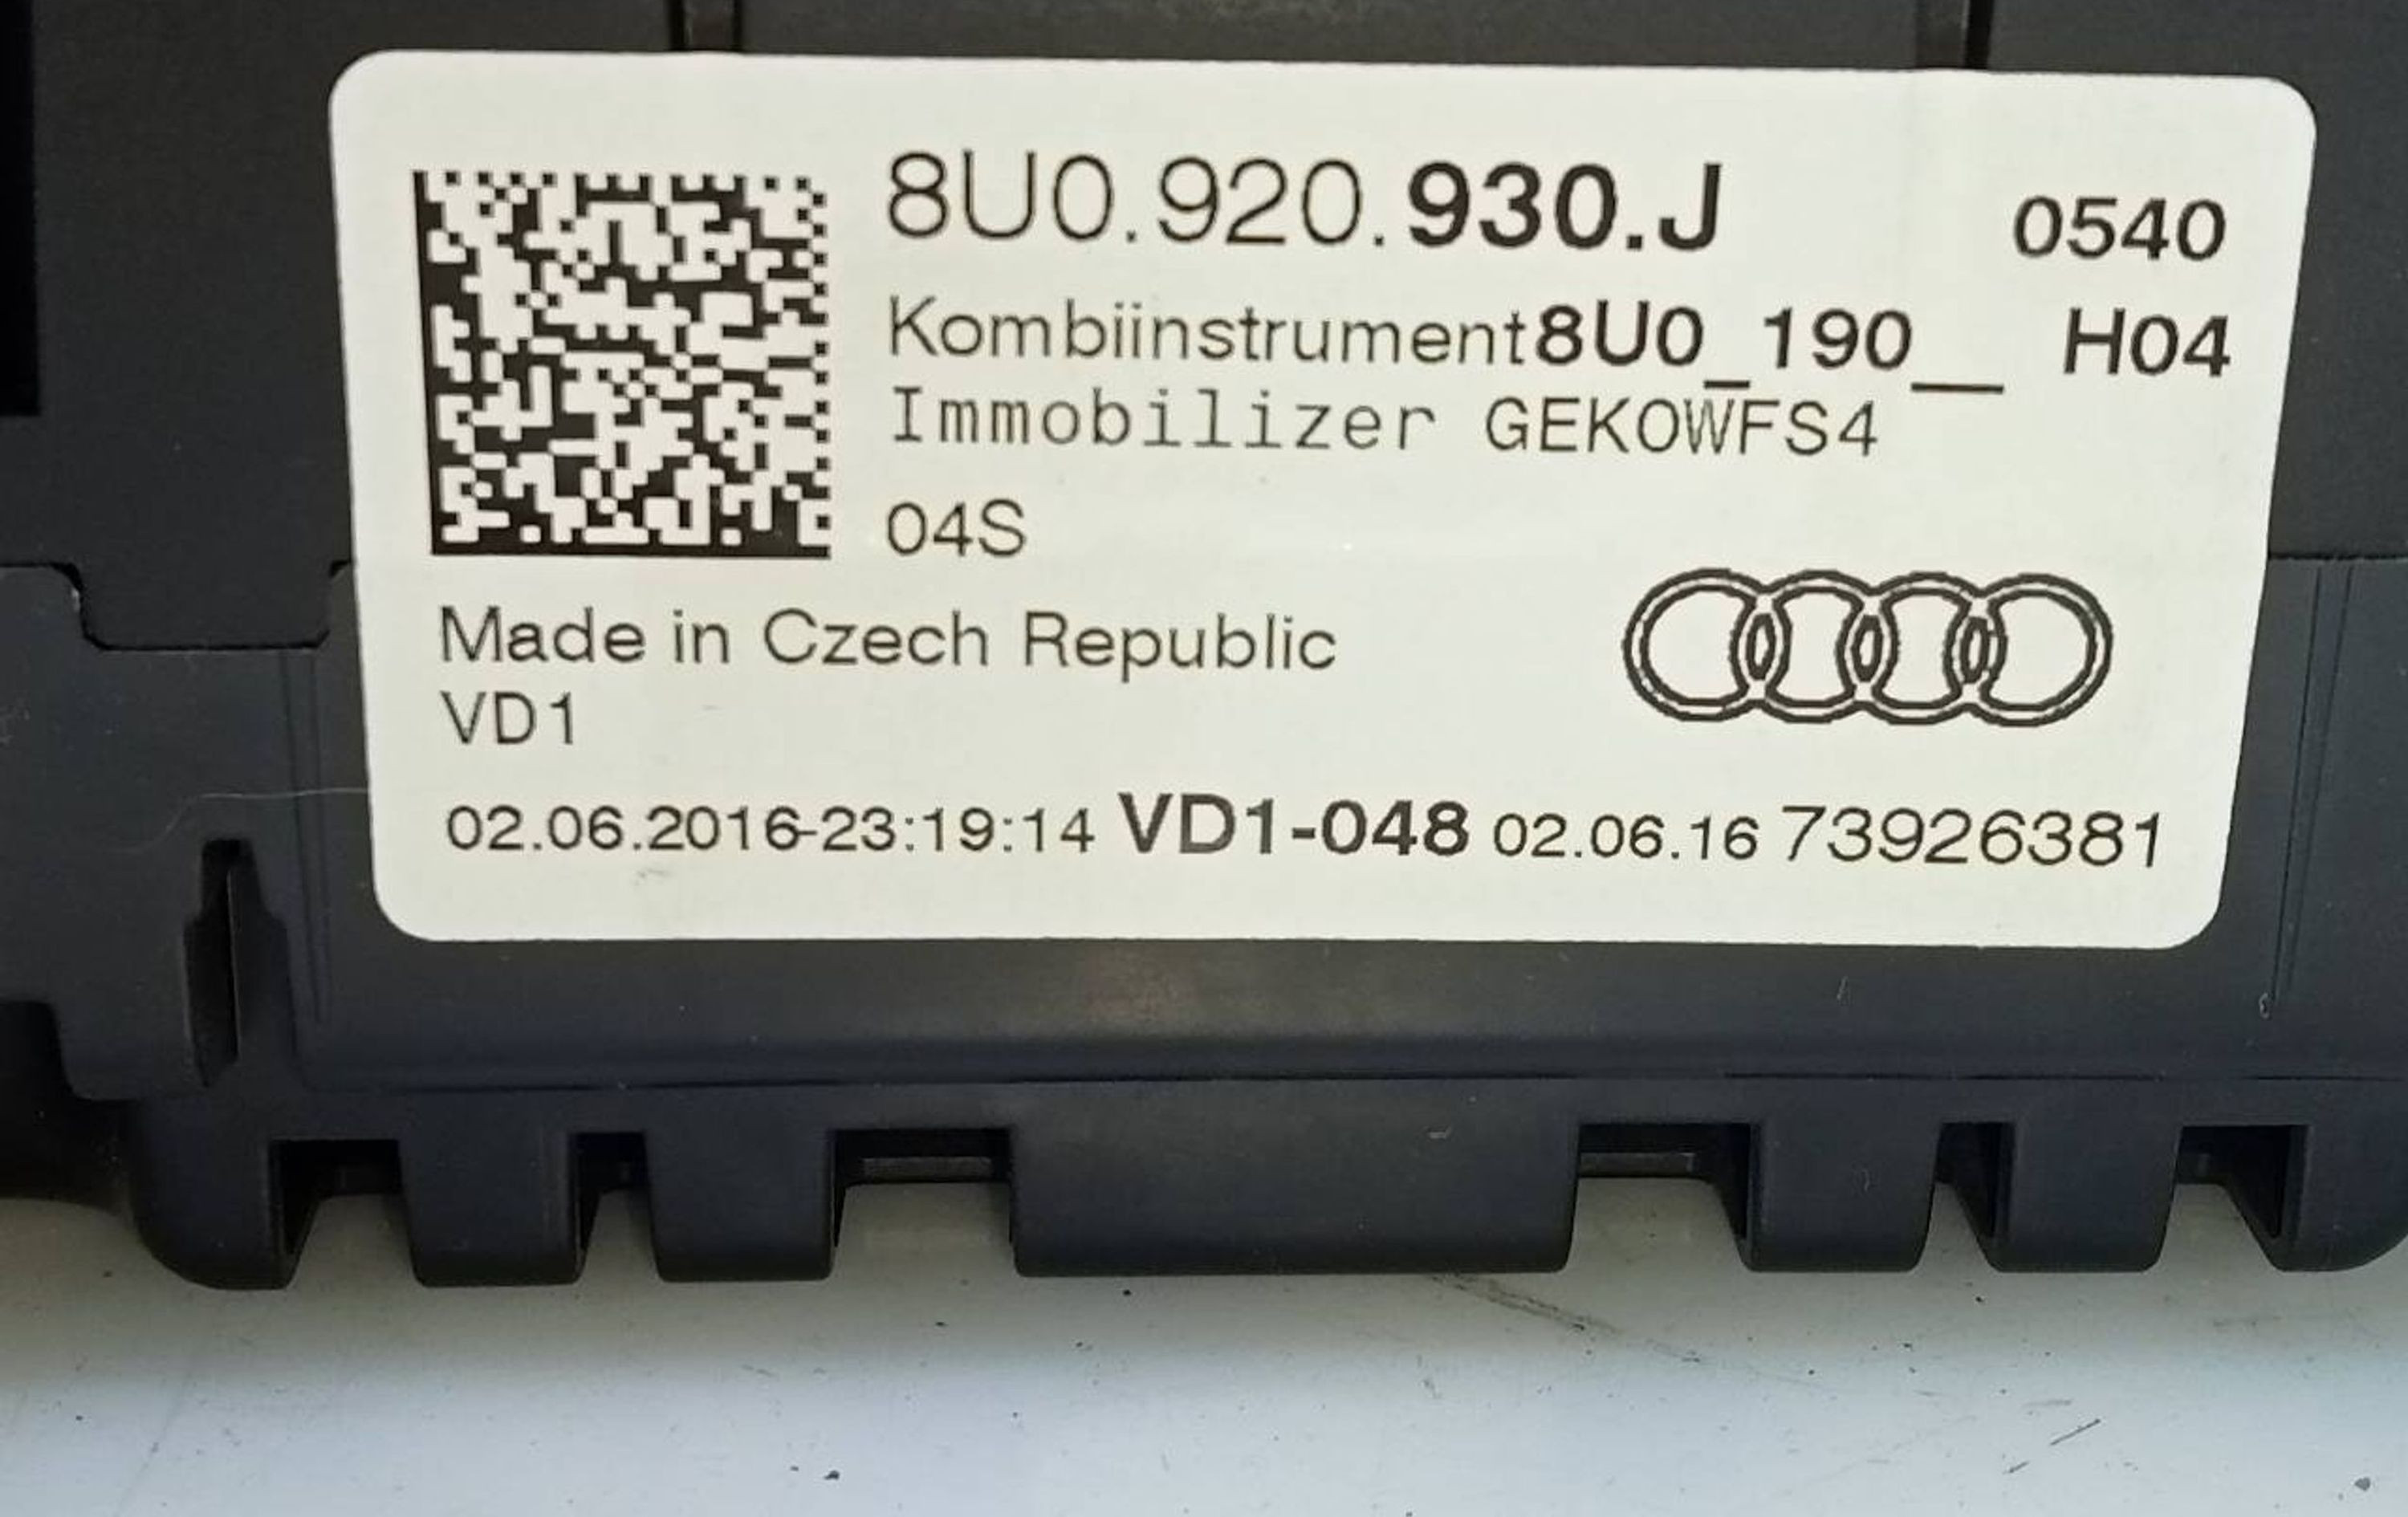 8U0.920.930.J 0540
Kombiinstrument8U0_190__ H04
Immobilizer GEKOWFS4
04S
Made in Czech Republic
VD1
02.06.2016-23:19:14 VD1-048 02.06.16 73926381